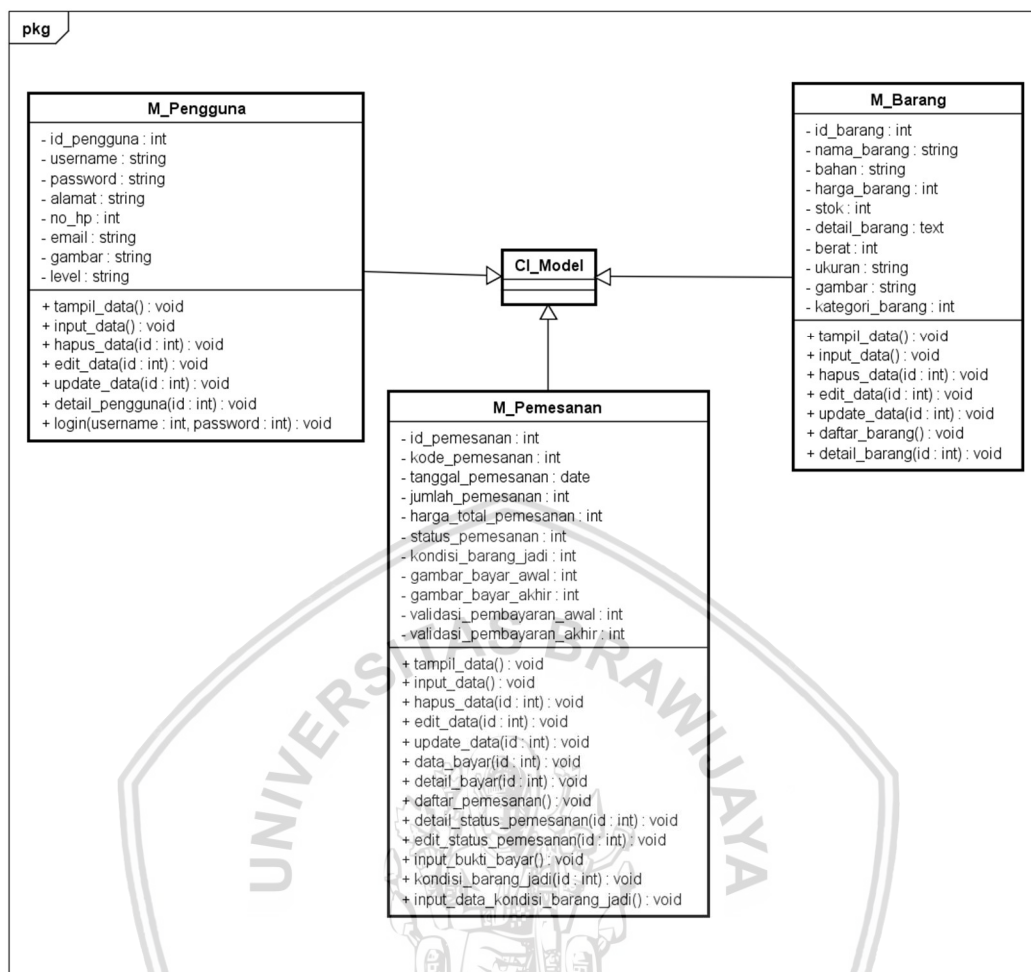 pkg
M_Pengguna
- id_pengguna : int
- username : string
- password : string
- alamat : string
- no_hp : int
- email : string
- gambar : string
- level : string
+ tampil_data() : void
+ input_data() : void
+ hapus_data(id : int) : void
+ edit_data(id : int) : void
+ update_data(id : int) : void
+ detail_pengguna(id : int) : void
+ login(username : int, password : int) : void
CI_Model
M_Barang
- id_barang : int
- nama_barang : string
- bahan : string
- harga_barang : int
- stok : int
- detail_barang : text
- berat : int
- ukuran : string
- gambar : string
- kategori_barang : int
+ tampil_data() : void
+ input_data() : void
+ hapus_data(id : int) : void
+ edit_data(id : int) : void
+ update_data(id : int) : void
+ daftar_barang() : void
+ detail_barang(id : int) : void
M_Pemesanan
- id_pemesanan : int
- kode_pemesanan : int
- tanggal_pemesanan : date
- jumlah_pemesanan : int
- harga_total_pemesanan : int
- status_pemesanan : int
- kondisi_barang_jadi : int
- gambar_bayar_awal : int
- gambar_bayar_akhir : int
- validasi_pembayaran_awal : int
- validasi_pembayaran_akhir : int
+ tampil_data() : void
+ input_data() : void
+ hapus_data(id : int) : void
+ edit_data(id : int) : void
+ update_data(id : int) : void
+ data_bayar(id : int) : void
+ detail_bayar(id : int) : void
+ daftar_pemesanan() : void
+ detail_status_pemesanan(id : int) : void
+ edit_status_pemesanan(id : int) : void
+ input_bukti_bayar() : void
+ kondisi_barang_jadi(id : int) : void
+ input_data_kondisi_barang_jadi() : void
UNIVERSITAS BRAWIJAYA